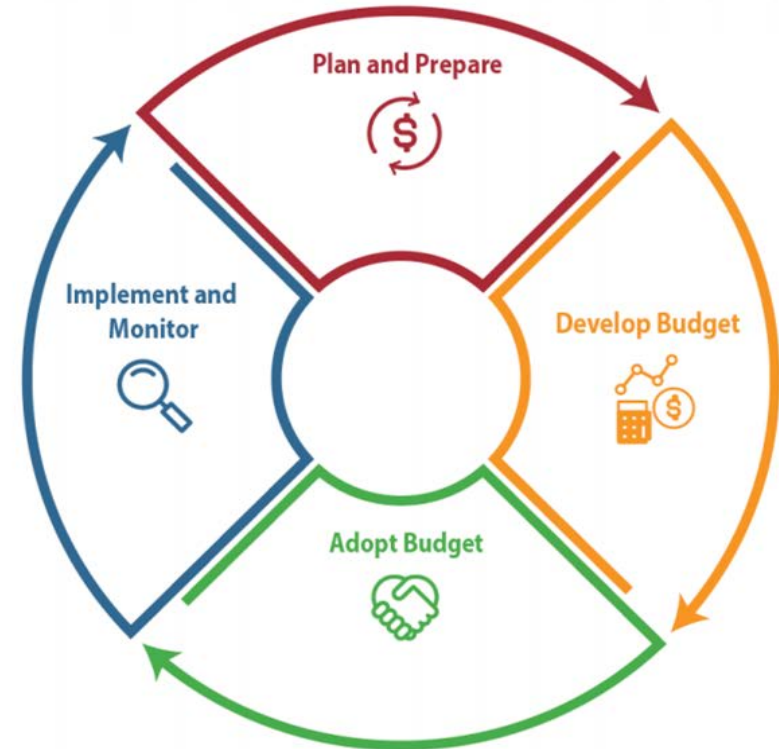 Plan and Prepare
$
Develop Budget
$
Adopt Budget
Implement and
Monitor